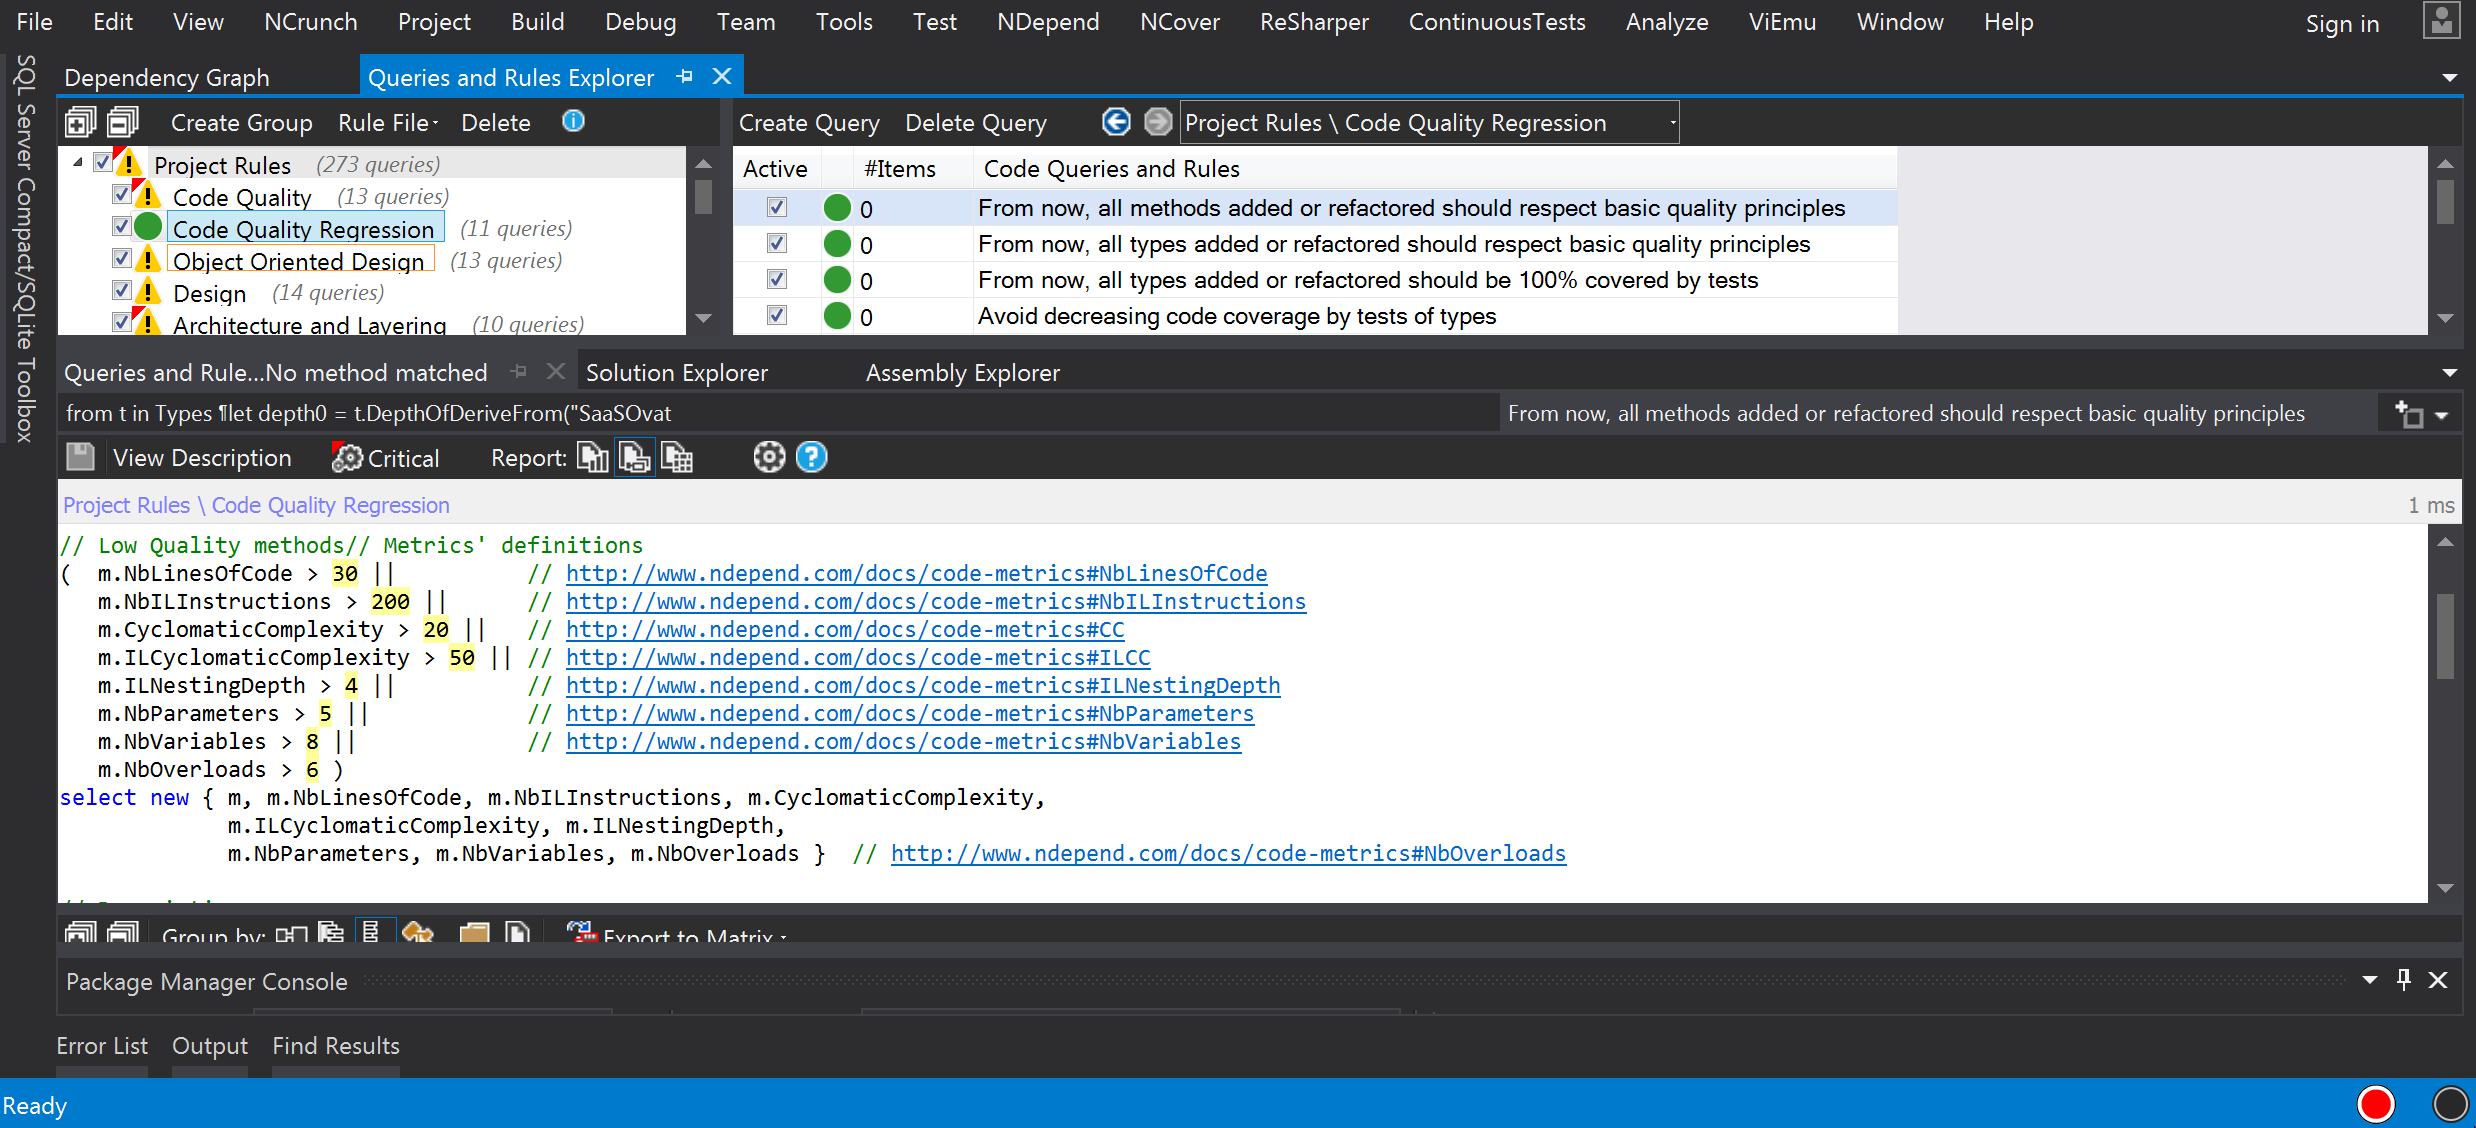 File Edit View NCrunch Project Build Debug Team Tools Test NDepend NCover ReSharper ContinuousTests Analyze ViEmu Window Help Sign in
SQL Server Compact/SQLite Toolbox
Dependency Graph Queries and Rules Explorer
Create Group Rule File Delete
Project Rules (273 queries)
Code Quality (13 queries)
Code Quality Regression (11 queries)
Object Oriented Design (13 queries)
Design (14 queries)
Architecture and Layering (10 queries)
Create Query Delete Query Project Rules \ Code Quality Regression
Active #Items Code Queries and Rules
0 From now, all methods added or refactored should respect basic quality principles
0 From now, all types added or refactored should respect basic quality principles
0 From now, all types added or refactored should be 100% covered by tests
0 Avoid decreasing code coverage by tests of types
Queries and Rule...No method matched Solution Explorer Assembly Explorer
from t in Types ¶let depth0 = t.DepthOfDeriveFrom("SaaSOvat From now, all methods added or refactored should respect basic quality principles
View Description Critical Report:
Project Rules \ Code Quality Regression 1 ms
// Low Quality methods// Metrics' definitions
( m.NbLinesOfCode > 30 || // http://www.ndepend.com/docs/code-metrics#NbLinesOfCode
m.NbILInstructions > 200 || // http://www.ndepend.com/docs/code-metrics#NbILInstructions
m.CyclomaticComplexity > 20 || // http://www.ndepend.com/docs/code-metrics#CC
m.ILCyclomaticComplexity > 50 || // http://www.ndepend.com/docs/code-metrics#ILCC
m.ILNestingDepth > 4 || // http://www.ndepend.com/docs/code-metrics#ILNestingDepth
m.NbParameters > 5 || // http://www.ndepend.com/docs/code-metrics#NbParameters
m.NbVariables > 8 || // http://www.ndepend.com/docs/code-metrics#NbVariables
m.NbOverloads > 6 )
select new { m, m.NbLinesOfCode, m.NbILInstructions, m.CyclomaticComplexity,
m.ILCyclomaticComplexity, m.ILNestingDepth,
m.NbParameters, m.NbVariables, m.NbOverloads } // http://www.ndepend.com/docs/code-metrics#NbOverloads
Group by: Export to Matrix
Package Manager Console
Error List Output Find Results
Ready